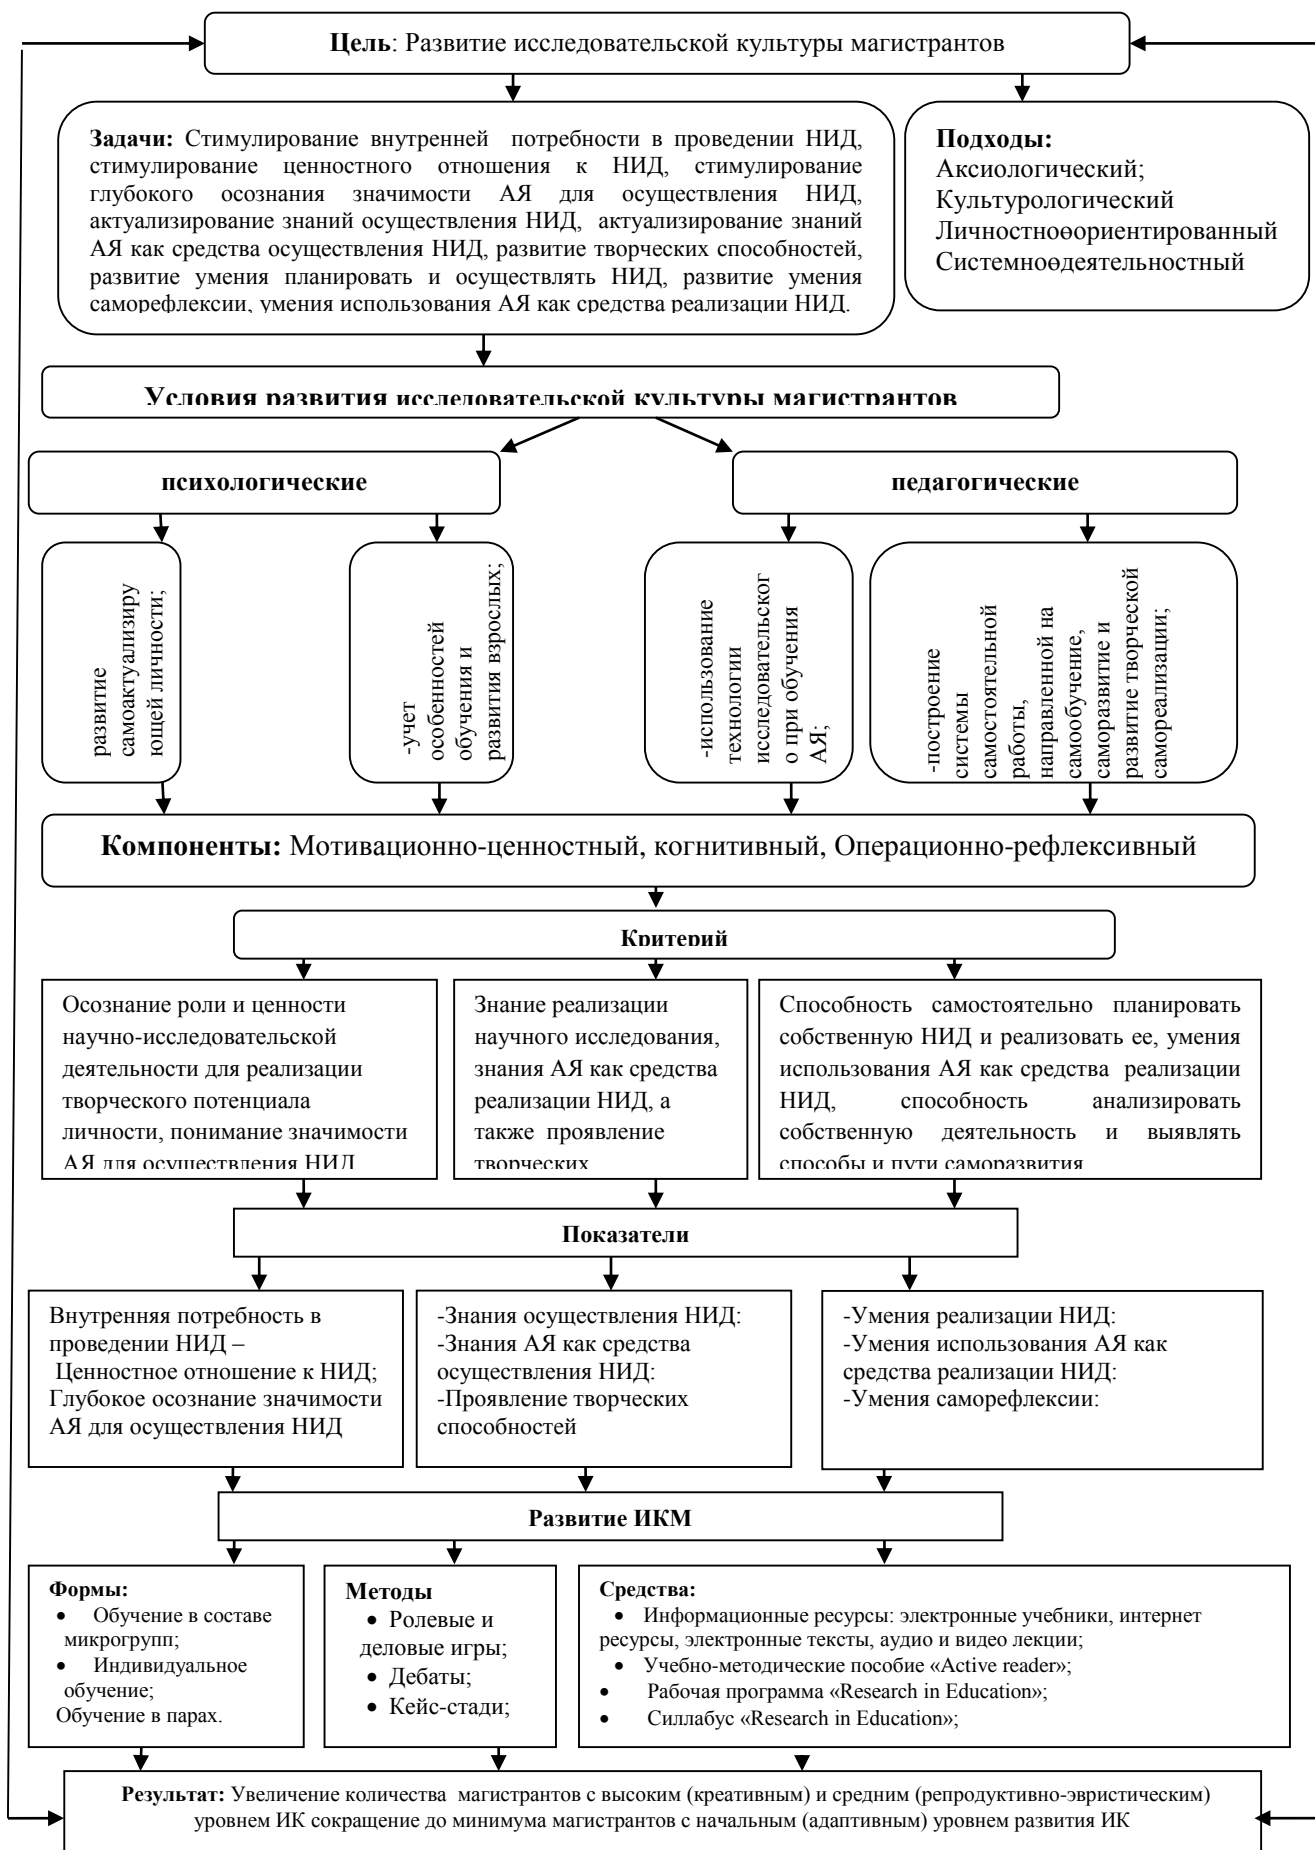 Цель: Развитие исследовательской культуры магистрантов
Задачи: Стимулирование внутренней потребности в проведении НИД,
стимулирование ценностного отношения к НИД, стимулирование
глубокого осознания значимости АЯ для осуществления НИД,
актуализирование знаний осуществления НИД, актуализирование знаний
АЯ как средства осуществления НИД, развитие творческих способностей,
развитие умения планировать и осуществлять НИД, развитие умения
саморефлексии, умения использования АЯ как средства реализации НИД.
Подходы:
Аксиологический;
Культурологический
Личностноөориентированный
Системноөдеятельностный
Условия развития исследовательской культуры магистрантов
психологические
педагогические
развитие
самоактуализиру
ющей личности;
-учет
особенностей
обучения и
развития взрослых;
-использование
технологии
исследовательског
о при обучения
АЯ;
-построение
системы
самостоятельной
работы,
направленной на
самообучение,
саморазвитие и
развитие творческой
самореализации;
Компоненты: Мотивационно-ценностный, когнитивный, Операционно-рефлексивный
Критерий
Осознание роли и ценности
научно-исследовательской
деятельности для реализации
творческого потенциала
личности, понимание значимости
АЯ для осуществления НИД
Знание реализации
научного исследования,
знания АЯ как средства
реализации НИД, а
также проявление
творческих
Способность самостоятельно планировать
собственную НИД и реализовать ее, умения
использования АЯ как средства реализации
НИД, способность анализировать
собственную деятельность и выявлять
способы и пути саморазвития
Показатели
Внутренняя потребность в
проведении НИД –
Ценностное отношение к НИД;
Глубокое осознание значимости
АЯ для осуществления НИД
-Знания осуществления НИД:
-Знания АЯ как средства
осуществления НИД:
-Проявление творческих
способностей
-Умения реализации НИД:
-Умения использования АЯ как
средства реализации НИД:
-Умения саморефлексии:
Развитие ИКМ
Формы:
• Обучение в составе
микрогрупп;
• Индивидуальное
обучение;
Обучение в парах.
Методы
• Ролевые и
деловые игры;
• Дебаты;
• Кейс-стади;
Средства:
• Информационные ресурсы: электронные учебники, интернет
ресурсы, электронные тексты, аудио и видео лекции;
• Учебно-методические пособие «Active reader»;
• Рабочая программа «Research in Education»;
• Силлабус «Research in Education»;
Результат: Увеличение количества магистрантов с высоким (креативным) и средним (репродуктивно-эвристическим)
уровнем ИК сокращение до минимума магистрантов с начальным (адаптивным) уровнем развития ИК